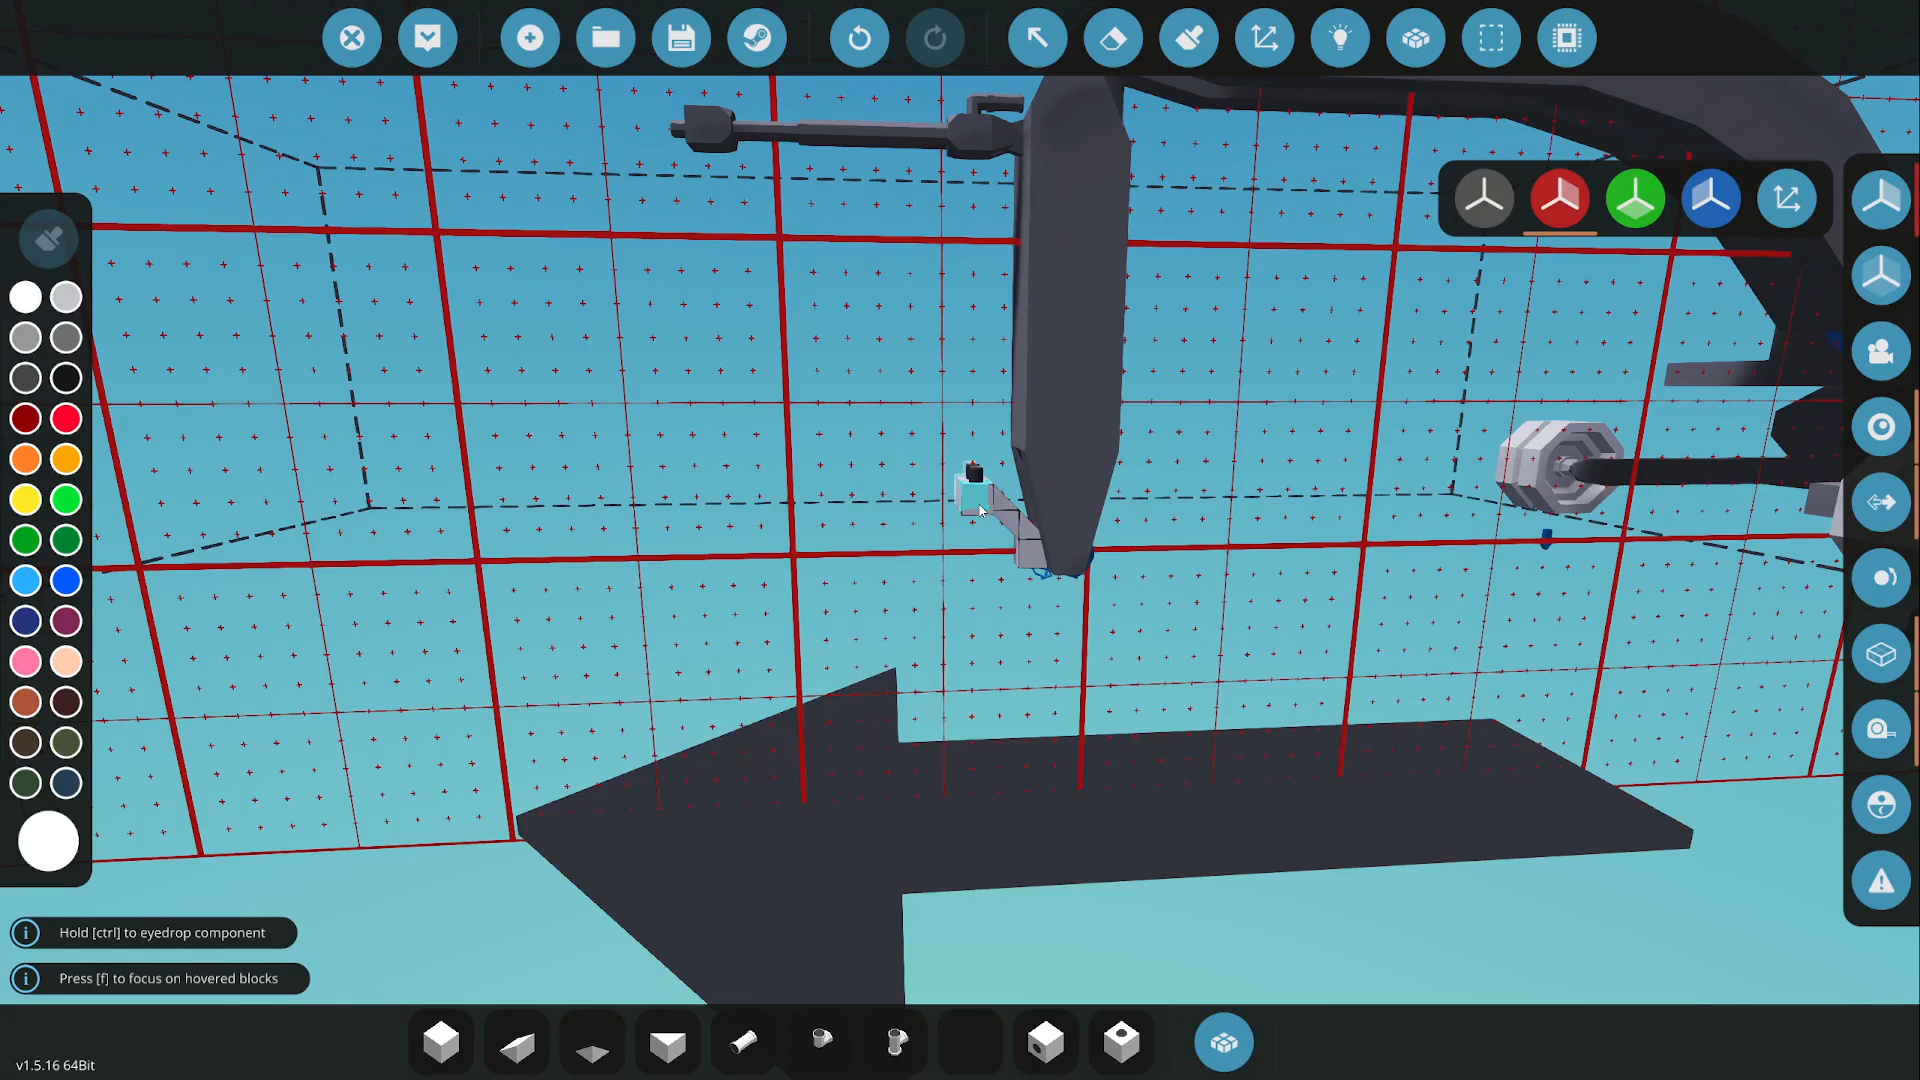 Hold [ctrl] to eyedrop component
Press [f] to focus on hovered blocks
v1.5.16 64Bit